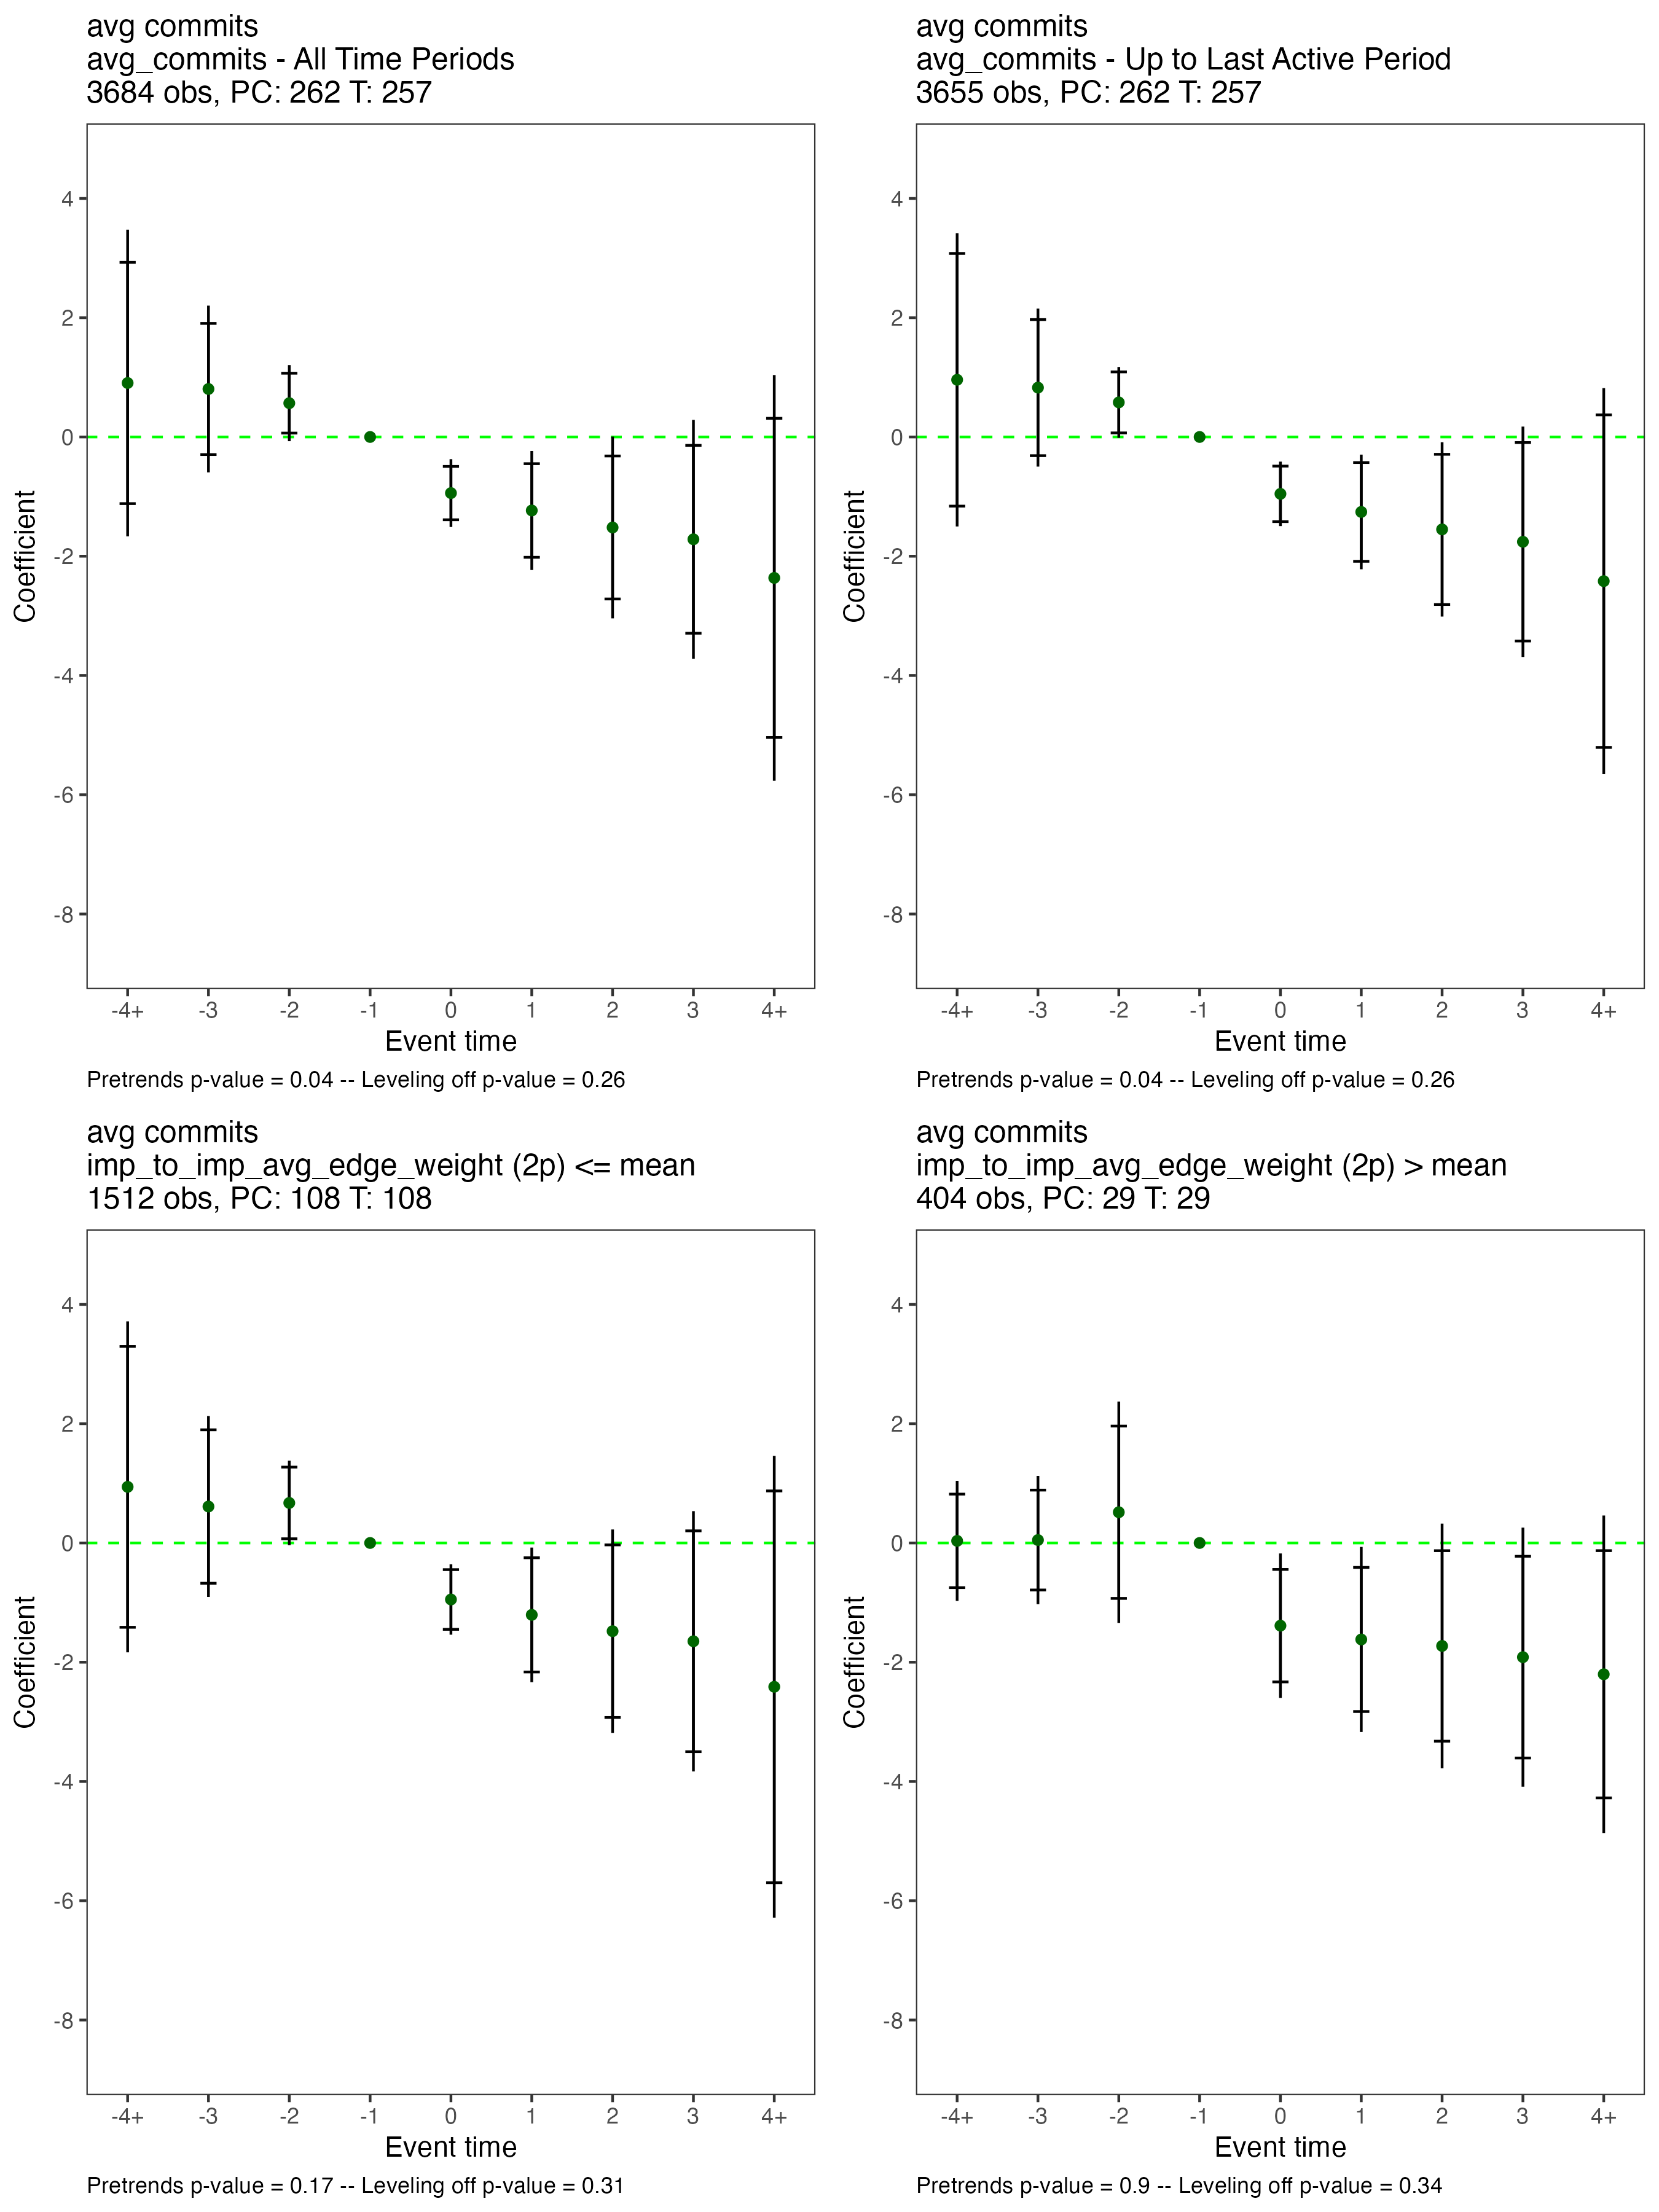 avg commits
avg_commits - All Time Periods
3684 obs, PC: 262 T: 257
4
2
0
-2
-4
-6
-8
Coefficient
-4+ -3 -2 -1 0 1 2 3 4+
Event time
Pretrends p-value = 0.04 -- Leveling off p-value = 0.26
avg commits
avg_commits - Up to Last Active Period
3655 obs, PC: 262 T: 257
4
2
0
-2
-4
-6
-8
Coefficient
-4+ -3 -2 -1 0 1 2 3 4+
Event time
Pretrends p-value = 0.04 -- Leveling off p-value = 0.26
avg commits
imp_to_imp_avg_edge_weight (2p) <= mean
1512 obs, PC: 108 T: 108
4
2
0
-2
-4
-6
-8
Coefficient
-4+ -3 -2 -1 0 1 2 3 4+
Event time
Pretrends p-value = 0.17 -- Leveling off p-value = 0.31
avg commits
imp_to_imp_avg_edge_weight (2p) > mean
404 obs, PC: 29 T: 29
4
2
0
-2
-4
-6
-8
Coefficient
-4+ -3 -2 -1 0 1 2 3 4+
Event time
Pretrends p-value = 0.9 -- Leveling off p-value = 0.34